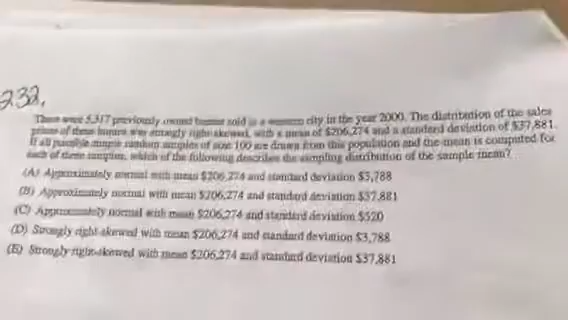 232.
There were 5,317 previously owned homes sold in a western city in the year 2000. The distribution of the sales
prices of these homes was strongly right-skewed, with a mean of $206,274 and a standard deviation of $37,881.
If all possible simple random samples of size 100 are drawn from this population and the mean is computed for
each of these samples, which of the following describes the sampling distribution of the sample mean?
(A) Approximately normal with mean $206,274 and standard deviation $3,788
(B) Approximately normal with mean $206,274 and standard deviation $37,881
(C) Approximately normal with mean $206,274 and standard deviation $520
(D) Strongly right-skewed with mean $206,274 and standard deviation $3,788
(E) Strongly right-skewed with mean $206,274 and standard deviation $37,881